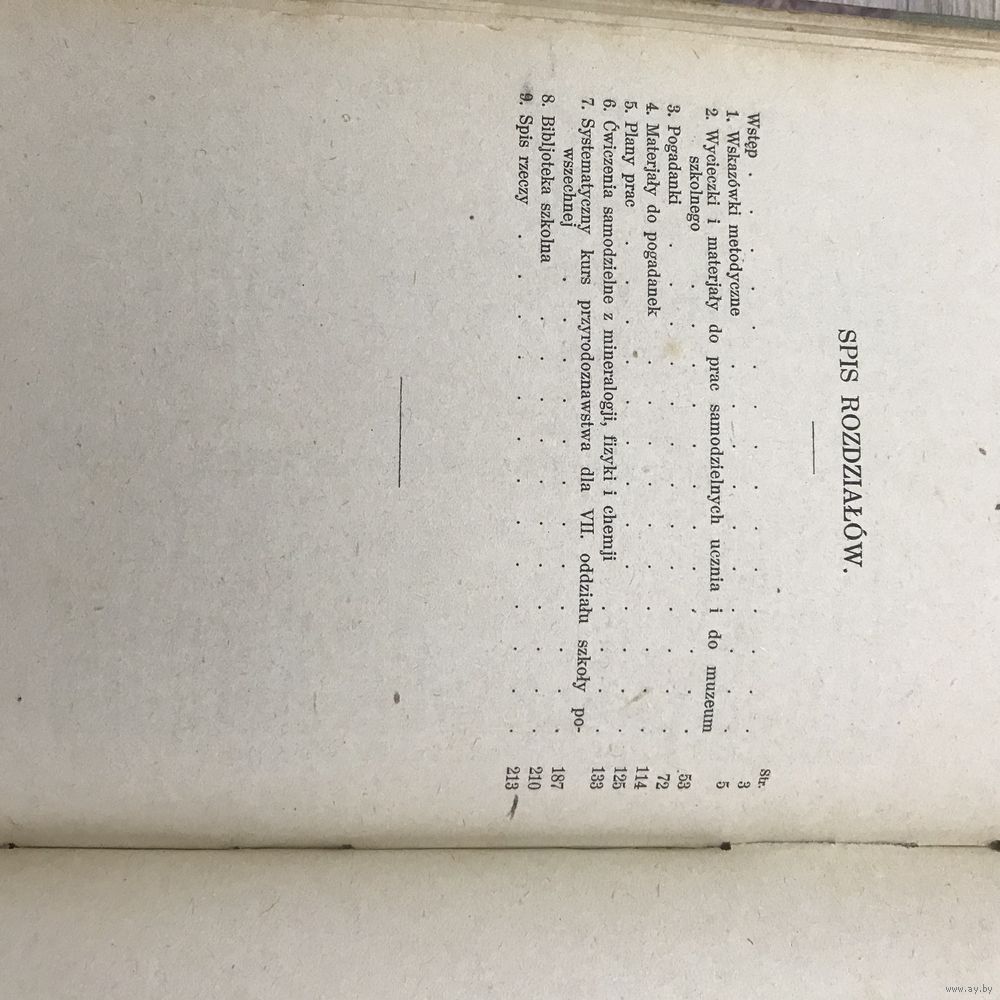 SPIS ROZDZIAŁÓW.
Str.
Wstęp . . . . . . . . . . . . . . . 3
1. Wskazówki metodyczne . . . . . . . . . . 5
2. Wycieczki i materjały do prac samodzielnych ucznia i do muzeum
szkolnego . . . . . . . . . . . . 53
3. Pogadanki . . . . . . . . . . . . . 72
4. Materjały do pogadanek . . . . . . . . . . 114
5. Plany prac . . . . . . . . . . . . . 125
6. Ćwiczenia samodzielne z mineralogji, fizyki i chemji . . . . 133
7. Systematyczny kurs przyrodoznawstwa dla VII. oddziału szkoły po-
wszechnej . . . . . . . . . . . . 187
8. Bibljoteka szkolna . . . . . . . . . . . 210
9. Spis rzeczy . . . . . . . . . . . . . 213
www.ay.by